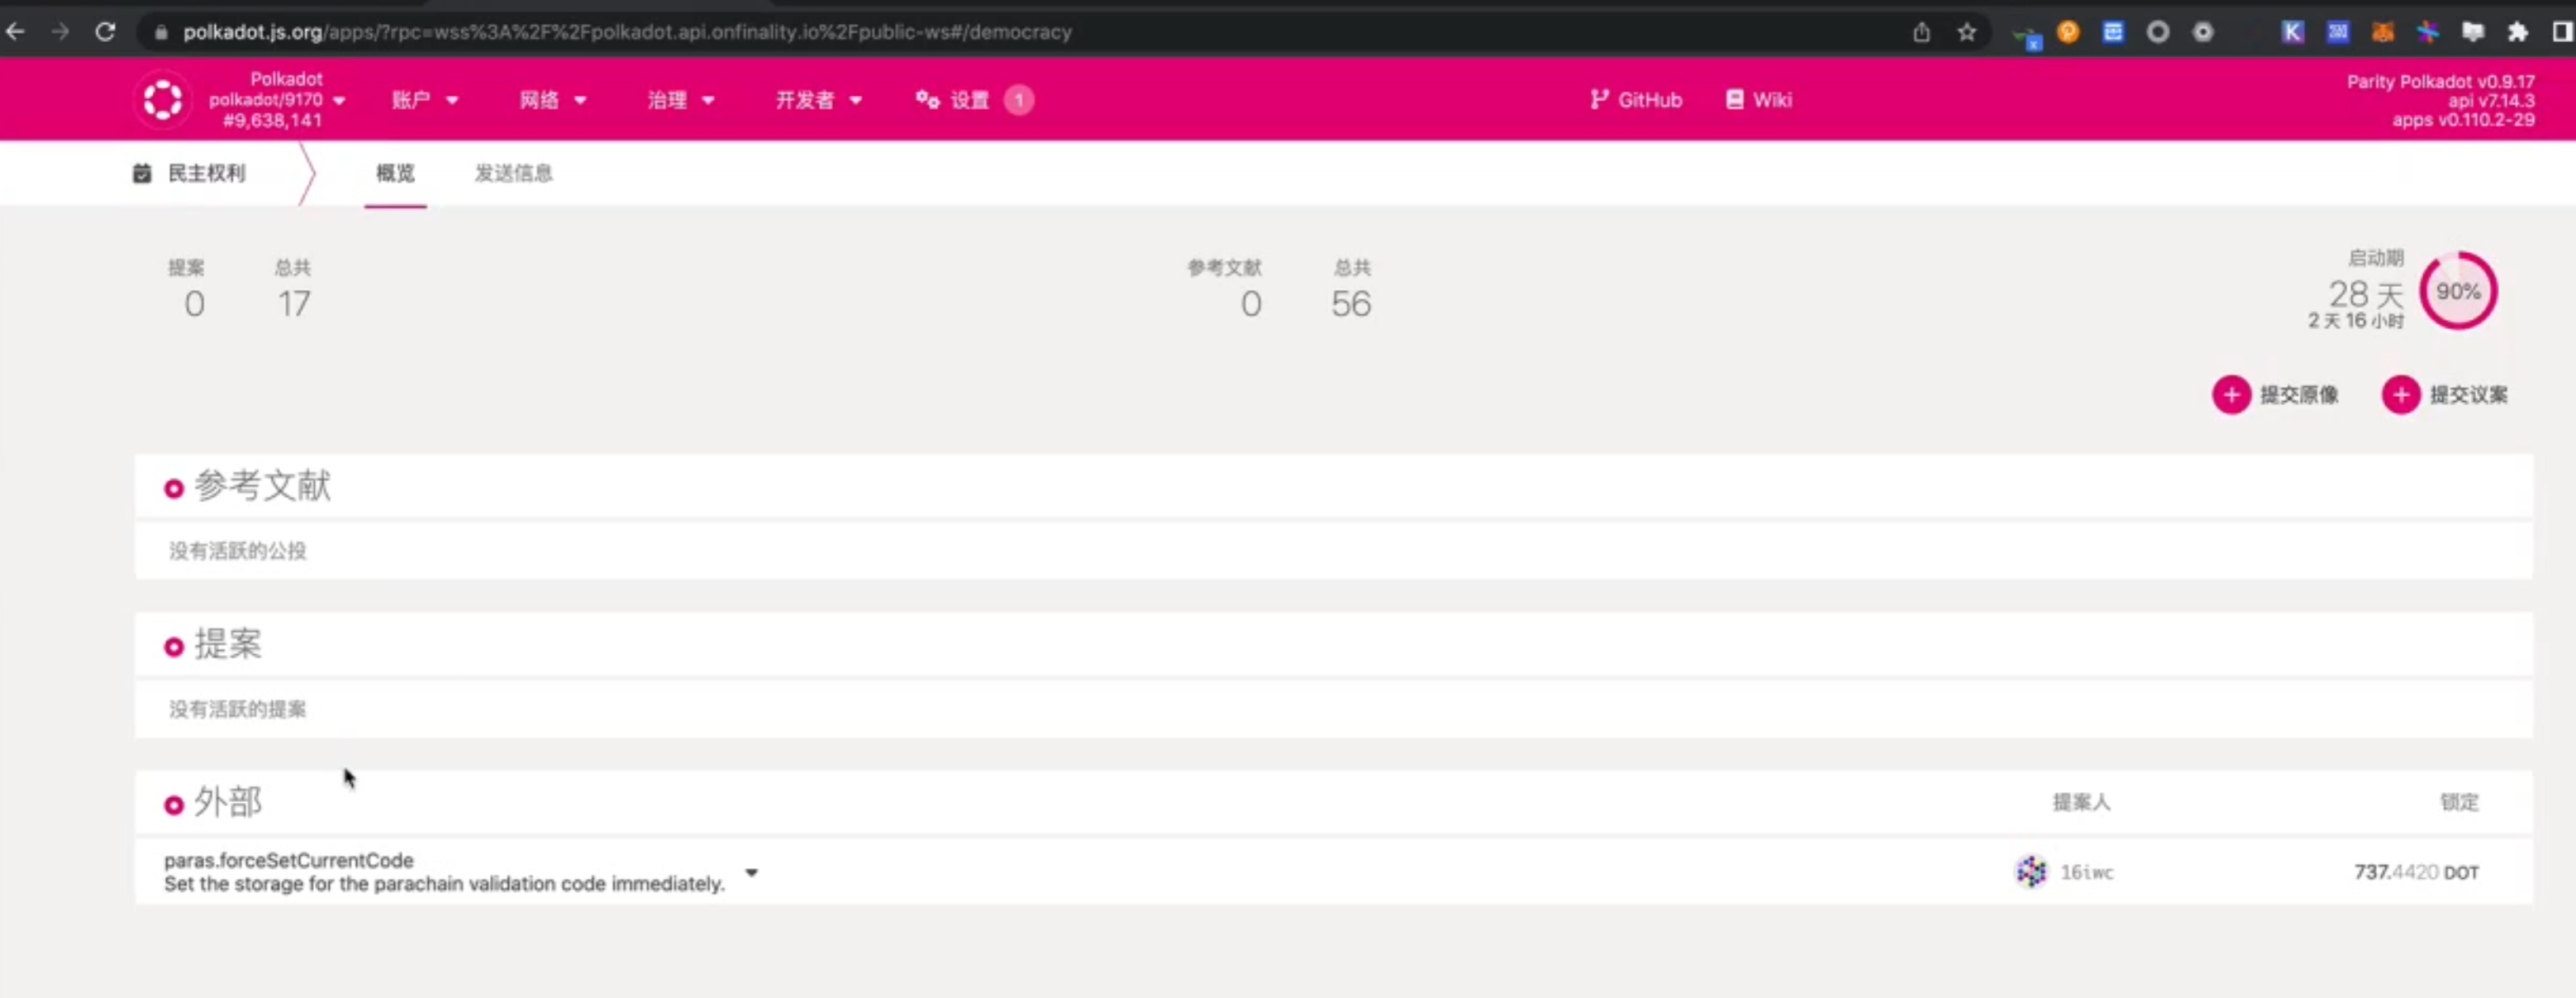 polkadot.js.org/apps/?rpc=wss%3A%2F%2Fpolkadot.api.onfinality.io%2Fpublic-ws#/democracy
Polkadot
polkadot/9170
#9,638,141
账户
网络
治理
开发者
设置
1
GitHub
Wiki
Parity Polkadot v0.9.17
api v7.14.3
apps v0.110.2-29
民主权利
概览
发送信息
提案
0
总共
17
参考文献
0
总共
56
启动期
28 天
2 天 16 小时
90%
提交原像
提交议案
参考文献
没有活跃的公投
提案
没有活跃的提案
外部
提案人
锁定
paras.forceSetCurrentCode
Set the storage for the parachain validation code immediately.
16iwc
737.4420 DOT